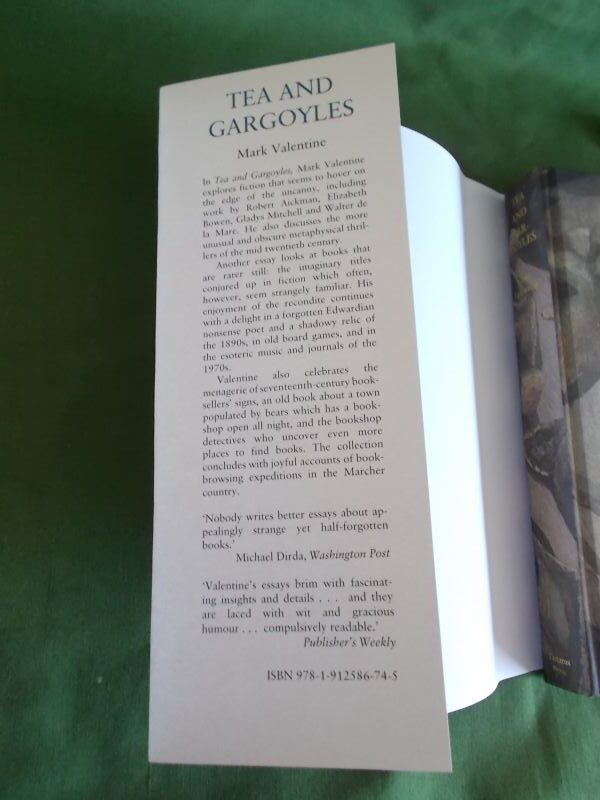 TEA AND
GARGOYLES
Mark Valentine
In Tea and Gargoyles, Mark Valentine
explores fiction that seems to hover on
the edge of the uncanny, including
work by Robert Aickman, Elizabeth
Bowen, Gladys Mitchell and Walter de
la Mare. He also discusses the more
unusual and obscure metaphysical thril-
lers of the mid twentieth century.
Another essay looks at books that
are rarer still: the imaginary titles
conjured up in fiction which often,
however, seem strangely familiar. His
enjoyment of the recondite continues
with a delight in a forgotten Edwardian
nonsense poet and a shadowy relic of
the 1890s, in old board games, and in
the esoteric music and journals of the
1970s.
Valentine also celebrates the
menagerie of seventeenth-century book-
sellers' signs, an old book about a town
populated by bears which has a book-
shop open all night, and the bookshop
detectives who uncover even more
places to find books. The collection
concludes with joyful accounts of book-
browsing expeditions in the Marcher
country.
‘Nobody writes better essays about ap-
pealingly strange yet half-forgotten
books.’
Michael Dirda, Washington Post
‘Valentine's essays brim with fascinat-
ing insights and details . . . and they
are laced with wit and gracious
humour . . . compulsively readable.’
Publisher's Weekly
ISBN 978-1-912586-74-5
TEA
AND
GAR-
GOYLES
Tartarus
Press